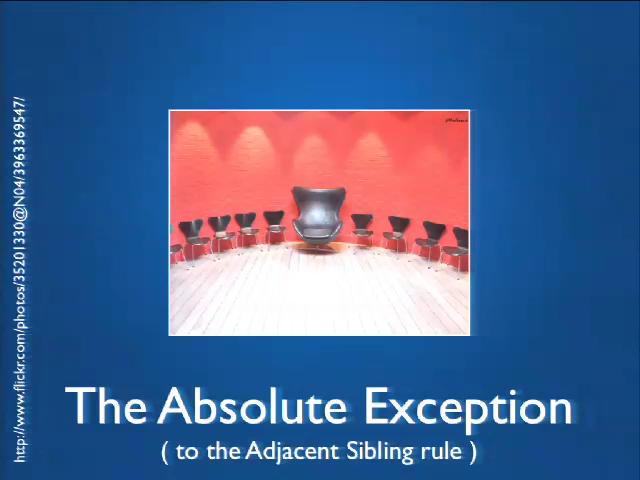 http://www.flickr.com/photos/35201330@N04/3963369547/
The Absolute Exception
( to the Adjacent Sibling rule )